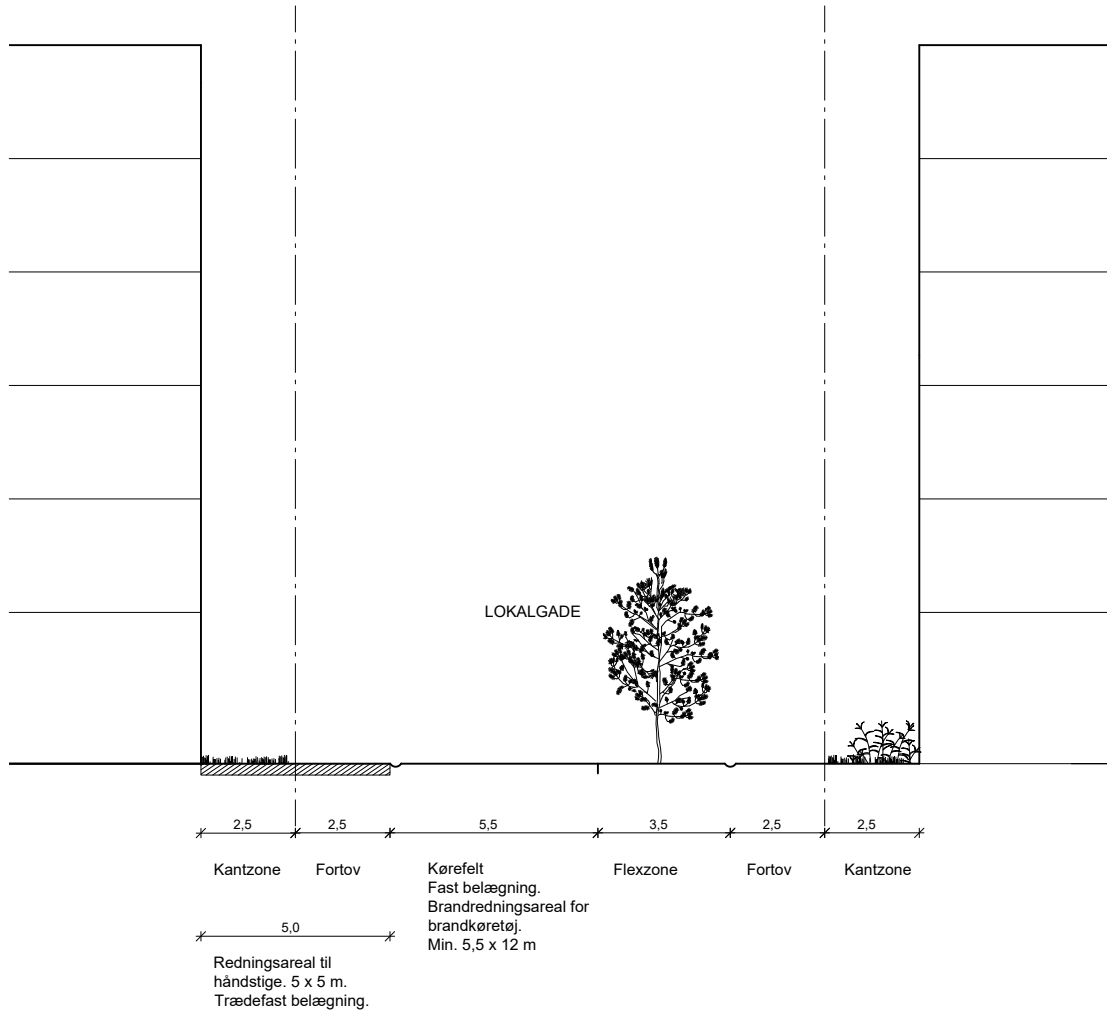 LOKALGADE
2,5
2,5
5,5
3,5
2,5
2,5
Kantzone
Fortov
Kørefelt
Fast belægning.
Brandredningsareal for
brandkøretøj.
Min. 5,5 x 12 m
Flexzone
Fortov
Kantzone
5,0
Redningsareal til
håndstige. 5 x 5 m.
Trædefast belægning.